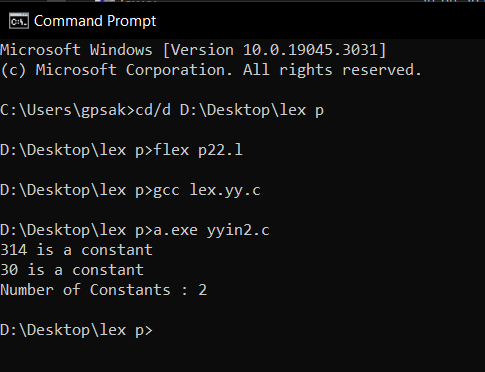 Command Prompt
Microsoft Windows [Version 10.0.19045.3031]
(c) Microsoft Corporation. All rights reserved.
C:\Users\gpsak>cd/d D:\Desktop\lex p
D:\Desktop\lex p>flex p22.l
D:\Desktop\lex p>gcc lex.yy.c
D:\Desktop\lex p>a.exe yyin2.c
314 is a constant
30 is a constant
Number of Constants : 2
D:\Desktop\lex p>